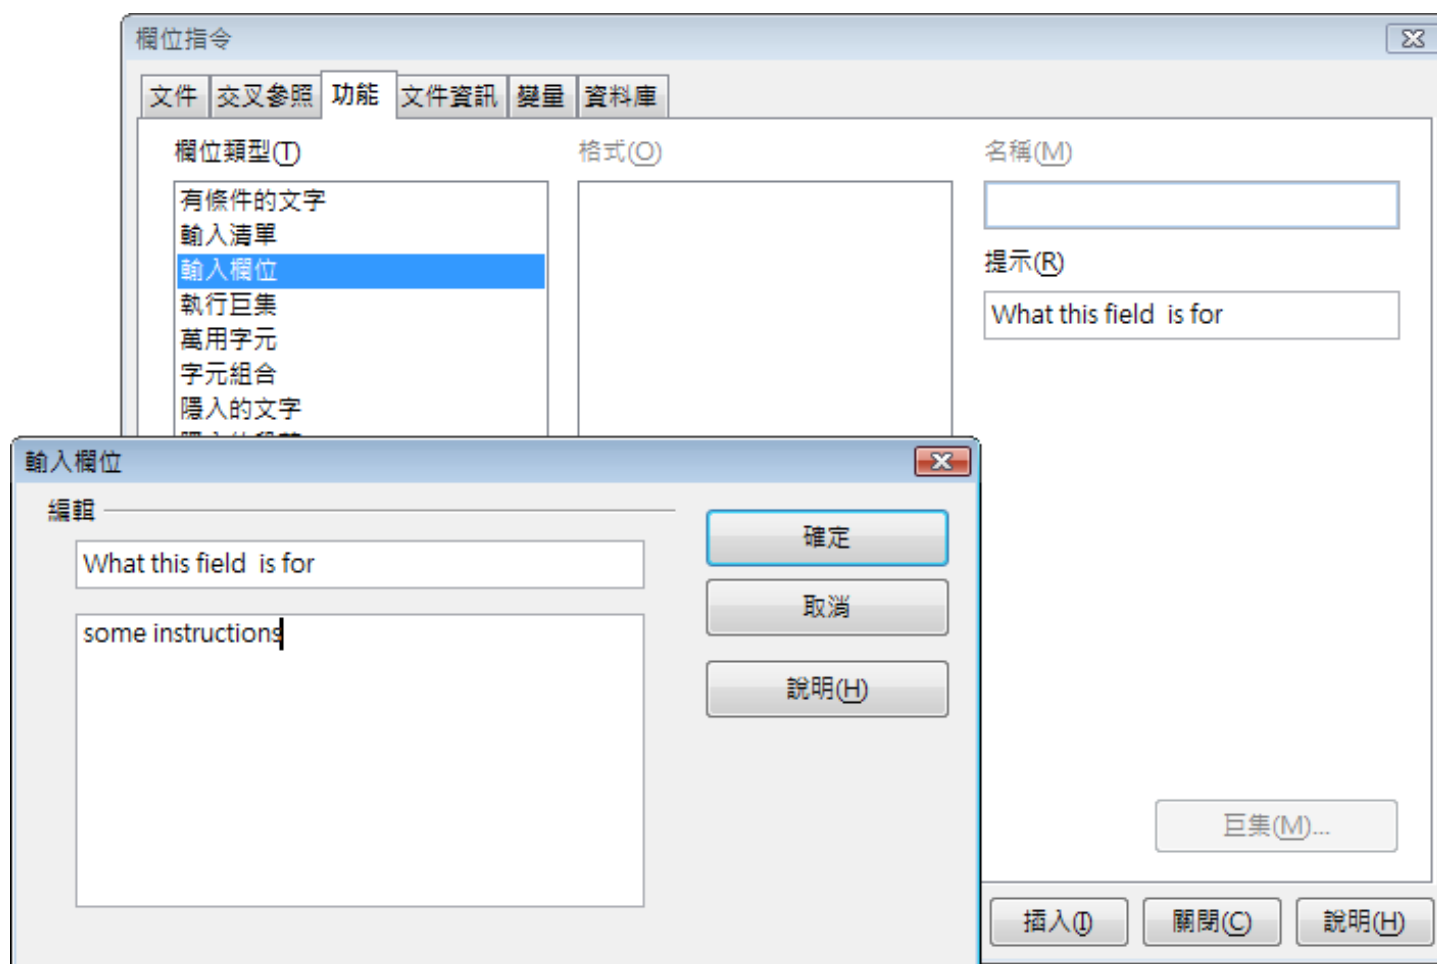 欄位指令
文件 交叉參照 功能 文件資訊 變量 資料庫
欄位類型(T)
格式(O)
名稱(M)
有條件的文字
輸入清單
輸入欄位
執行巨集
萬用字元
字元組合
隱入的文字
提示(R)
What this field  is for
巨集(M)...
插入(I)
關閉(C)
說明(H)
輸入欄位
編輯
What this field  is for
some instructions
確定
取消
說明(H)